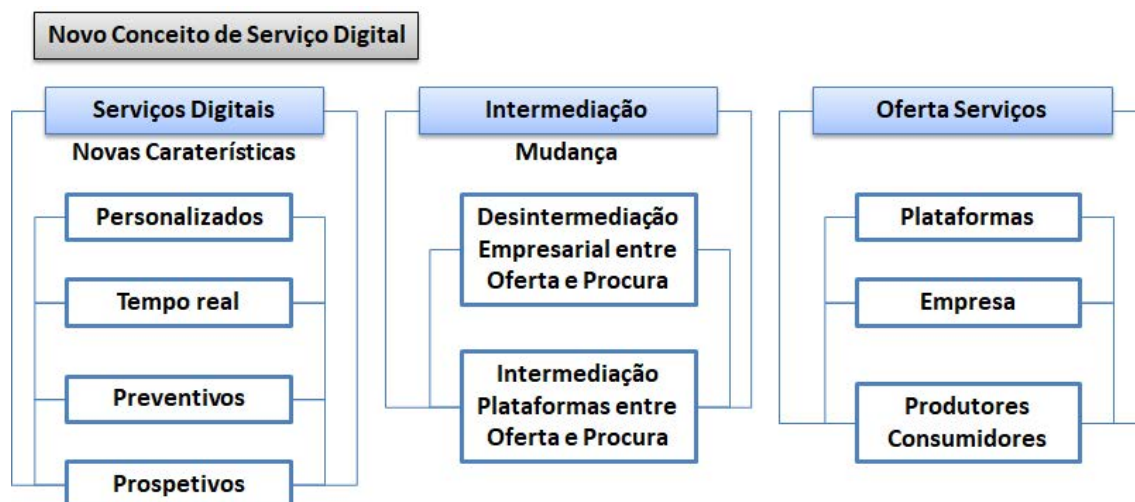 Novo Conceito de Serviço Digital
Serviços Digitais
Novas Caraterísticas
Personalizados
Tempo real
Preventivos
Prospetivos
Intermediação
Mudança
Desintermediação
Empresarial entre
Oferta e Procura
Intermediação
Plataformas entre
Oferta e Procura
Oferta Serviços
Plataformas
Empresa
Produtores
Consumidores